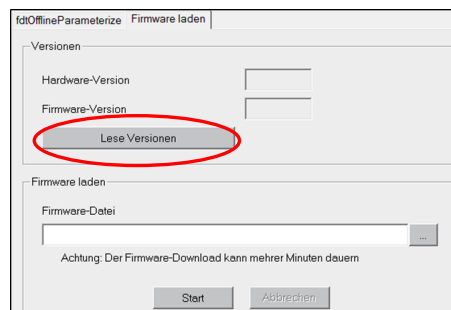 fdtOfflineParameterize Firmware laden
Versionen
Hardware-Version
Firmware-Version
Lese Versionen
Firmware laden
Firmware-Datei
...
Achtung: Der Firmware-Download kann mehrer Minuten dauern
Start Abbrechen